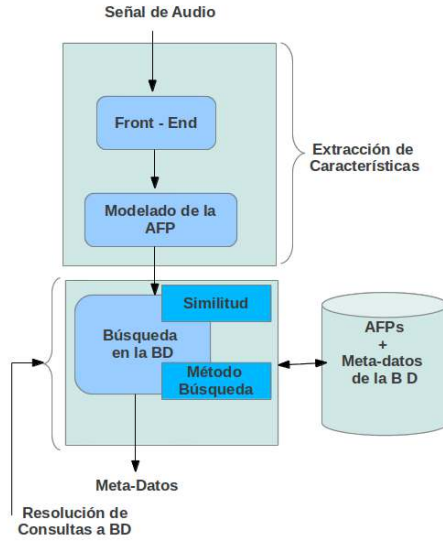 Señal de Audio
Front - End
Extracción de
Características
Modelado de la
AFP
Similitud
Búsqueda
en la BD
Método
Búsqueda
AFPs
+
Meta-datos
de la B D
Meta-Datos
Resolución de
Consultas a BD